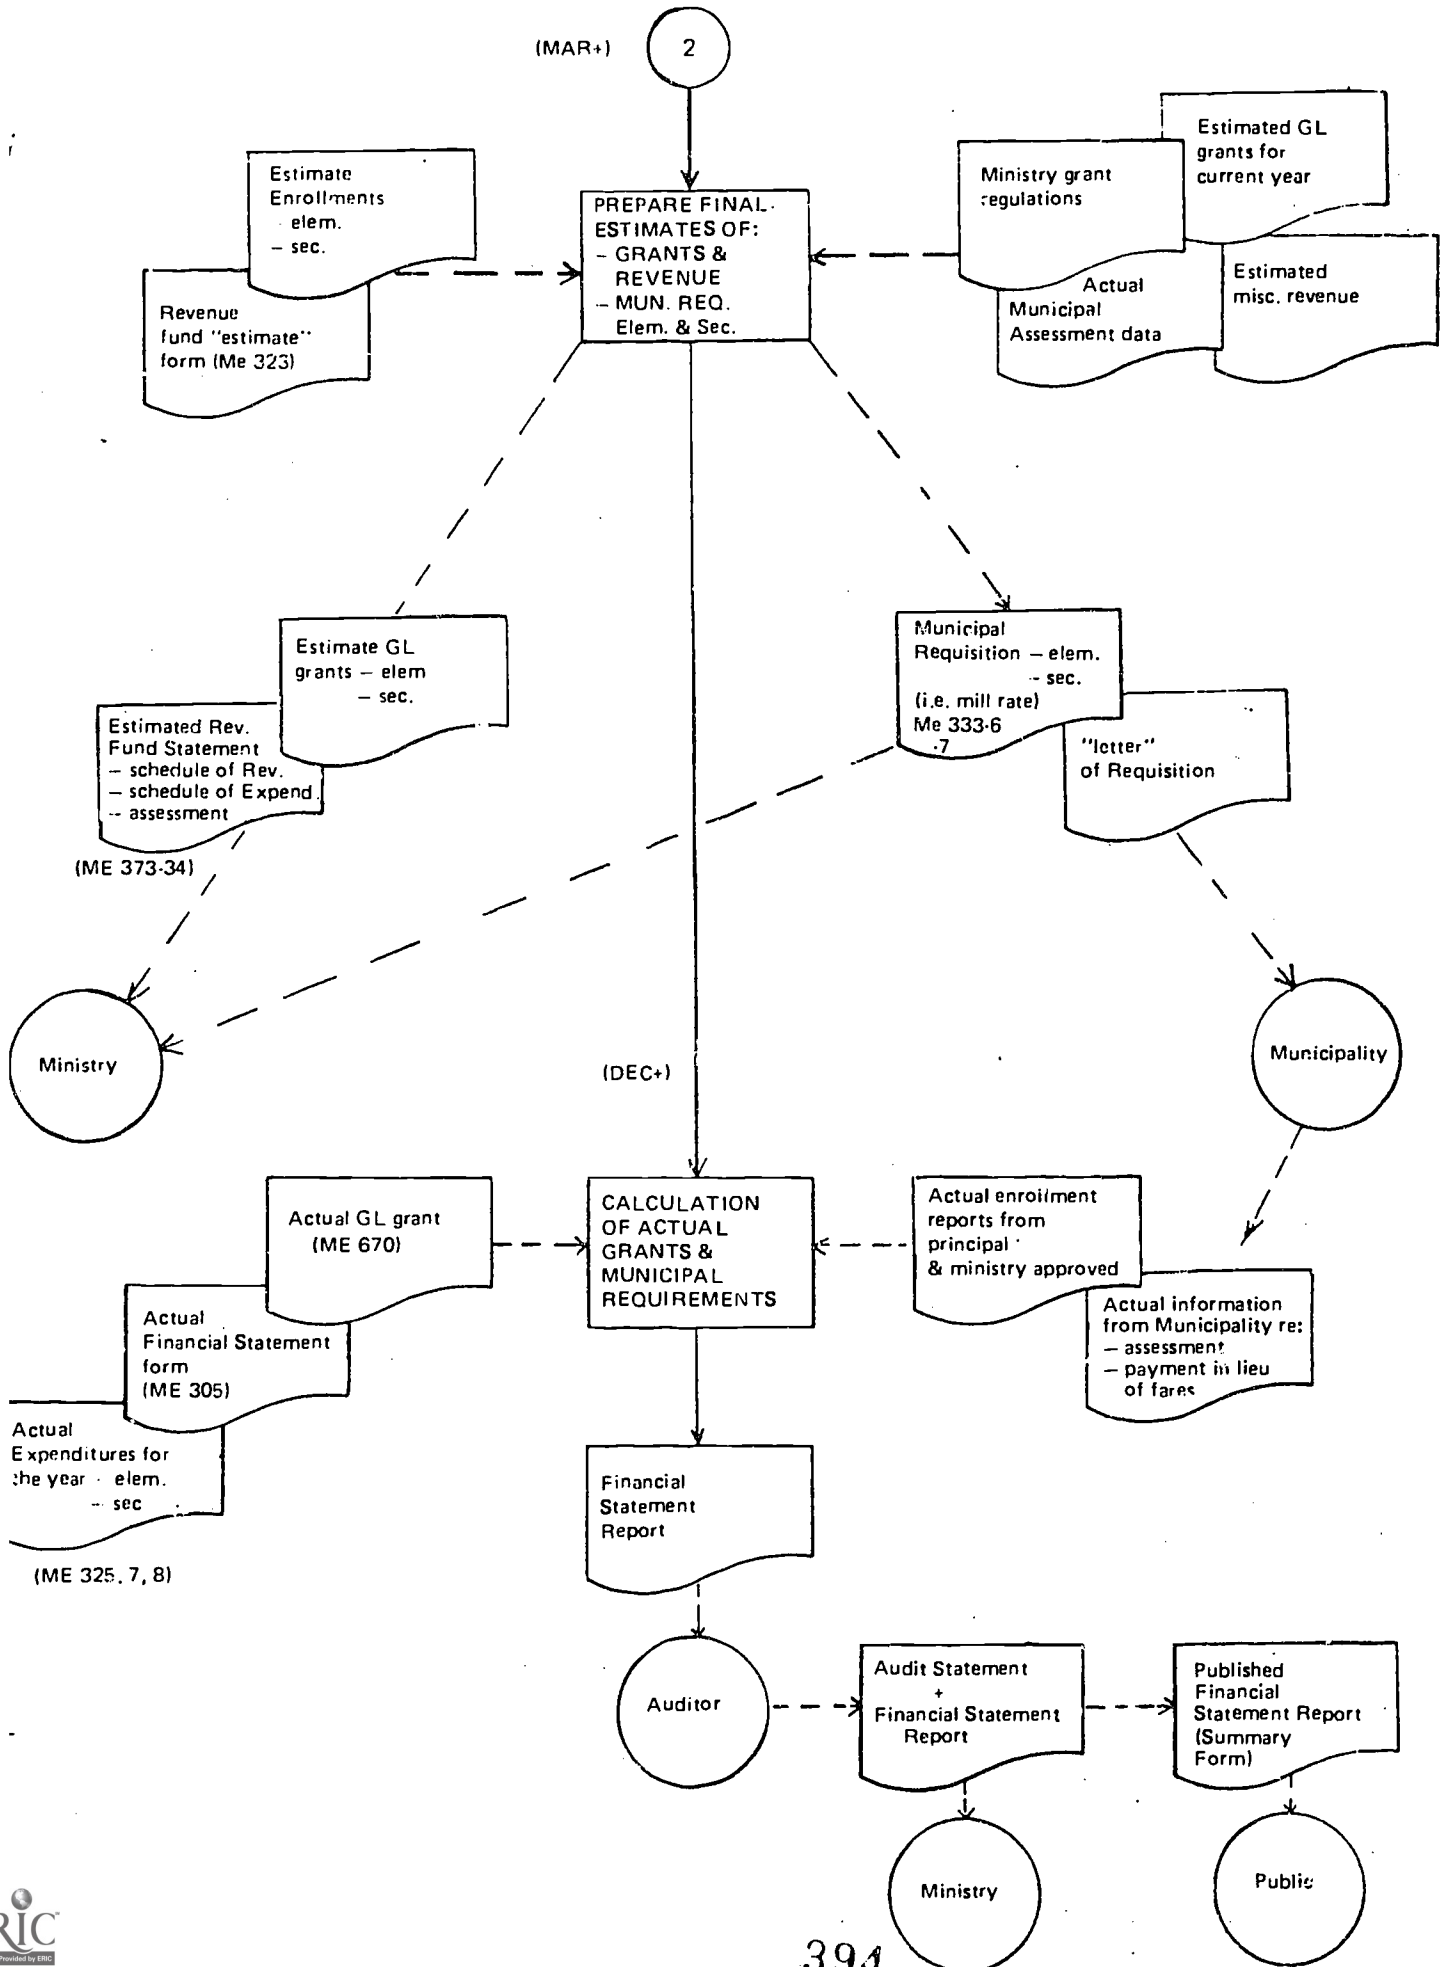 (MAR+)
2
Estimate
Enrollments
- elem.
— sec.
Revenue
fund "estimate"
form (Me 323)
PREPARE FINAL
ESTIMATES OF:
— GRANTS &
REVENUE
— MUN. REQ.
Elem. & Sec.
Ministry grant
regulations
Estimated GL
grants for
current year
Actual
Municipal
Assessment data
Estimated
misc. revenue
Estimate GL
grants — elem
— sec.
Estimated Rev.
Fund Statement
— schedule of Rev.
— schedule of Expend.
— assessment
(ME 373-34)
Municipal
Requisition — elem.
— sec.
(i.e. mill rate)
Me 333-6
.7
"letter"
of Requisition
Ministry
Municipality
(DEC+)
Actual GL grant
(ME 670)
Actual
Financial Statement
form
(ME 305)
Actual
Expenditures for
the year - elem.
— sec
(ME 325, 7, 8)
CALCULATION
OF ACTUAL
GRANTS &
MUNICIPAL
REQUIREMENTS
Actual enrollment
reports from
principal
& ministry approved
Actual information
from Municipality re:
— assessment
— payment in lieu
of fares
Financial
Statement
Report
Auditor
Audit Statement
+
Financial Statement
Report
Published
Financial
Statement Report
(Summary
Form)
Ministry
Public
394
Provided by ERIC